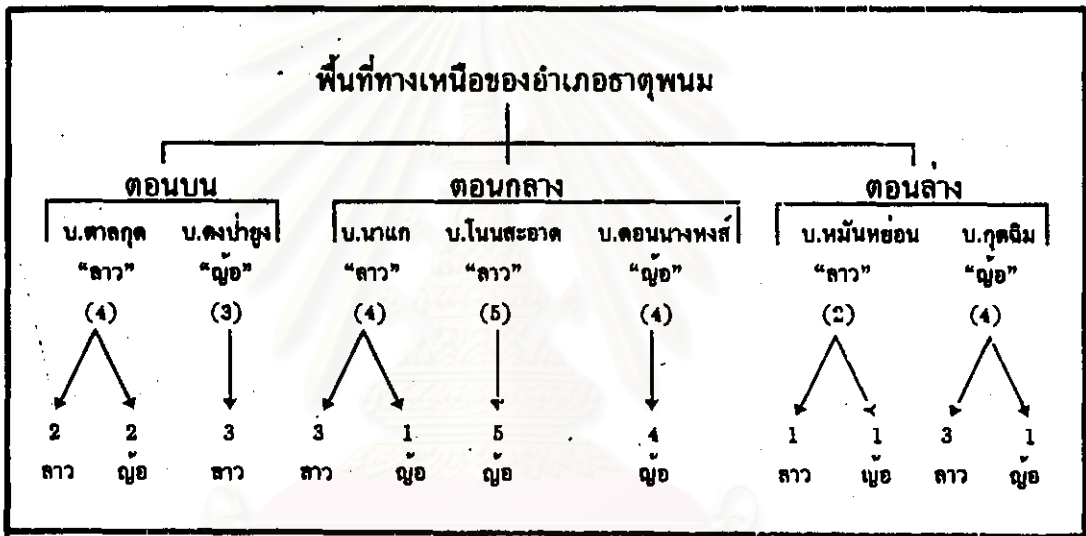 พื้นที่ทางเหนือของอำเภอธาตุพนม
ตอนบน ตอนกลาง ตอนล่าง
บ.ตาลกุด บ.ดงป่ายูง บ.นาแก บ.โนนสะอาด บ.ดอนนางหงส์ บ.หมันหย่อน บ.กุดฉิม
“ลาว” “ญ้อ” “ลาว” “ลาว” “ญ้อ” “ลาว” “ญ้อ”
(4) (3) (4) (5) (4) (2) (4)
2 2 3 3 1 5 4 1 1 3 1
ลาว ญ้อ ลาว ลาว ญ้อ ญ้อ ญ้อ ลาว ญ้อ ลาว ญ้อ